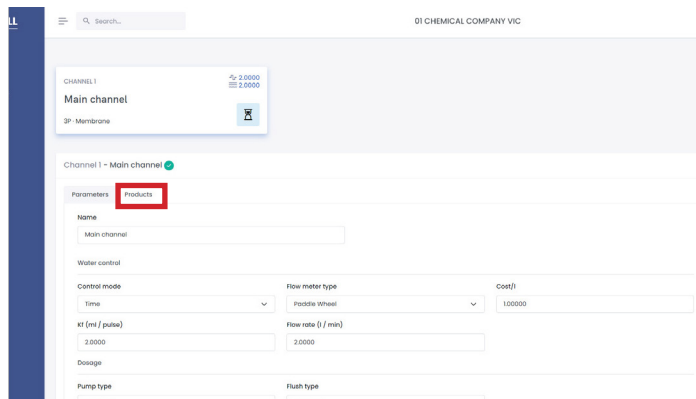 LL
Search...
01 CHEMICAL COMPANY VIC
CHANNEL 1
2.0000
2.0000
Main channel
3P · Membrane
Channel 1 - Main channel
Parameters Products
Name
Main channel
Water control
Control mode Flow meter type Cost/l
Time Paddle Wheel 1.00000
Kf (ml / pulse) Flow rate (l / min)
2.0000 2.0000
Dosage
Pump type Flush type